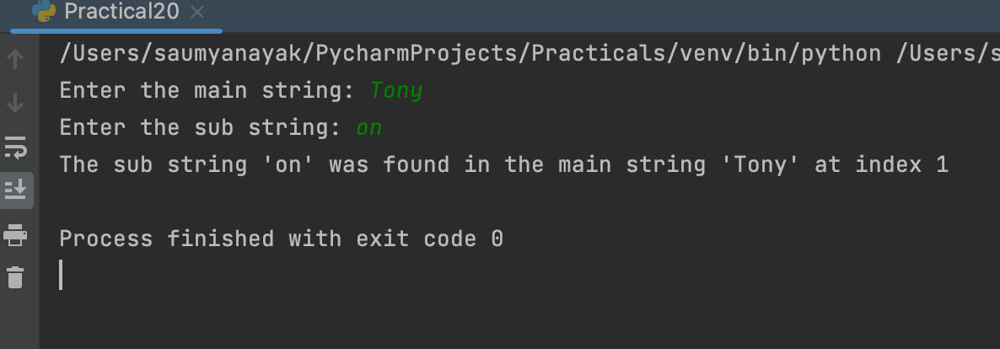 Practical20
/Users/saumyanayak/PycharmProjects/Practicals/venv/bin/python /Users/s
Enter the main string: Tony
Enter the sub string: on
The sub string 'on' was found in the main string 'Tony' at index 1
Process finished with exit code 0